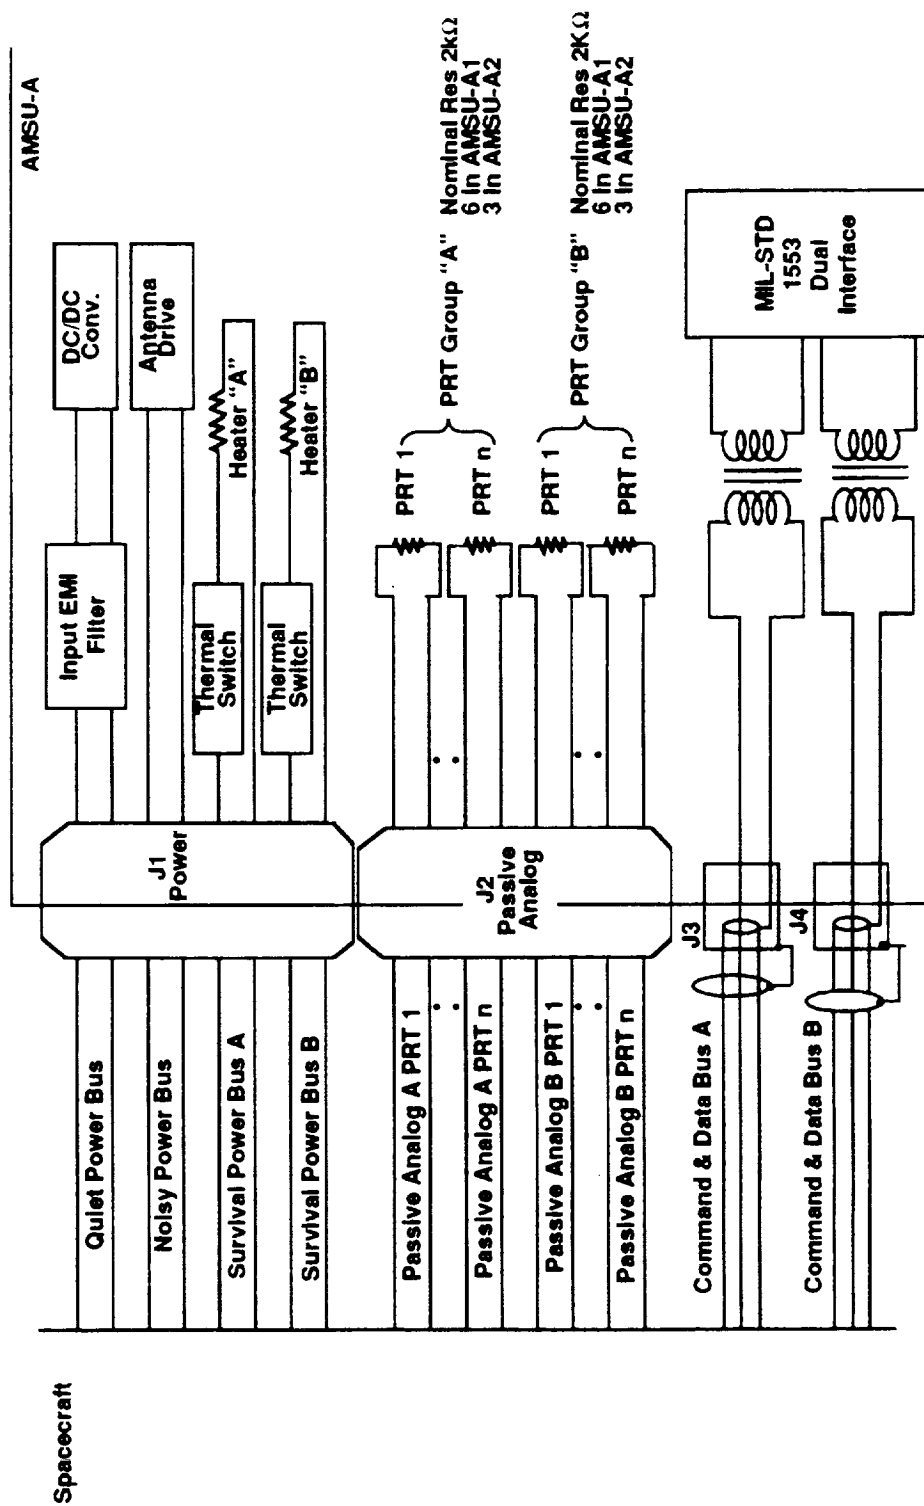 Spacecraft
AMSU-A
Quiet Power Bus
Noisy Power Bus
Survival Power Bus A
Survival Power Bus B
J1
Power
Input EMI
Filter
DC/DC
Conv.
Antenna
Drive
Thermal
Switch
Heater "A"
Thermal
Switch
Heater "B"
Passive Analog A PRT 1
Passive Analog A PRT n
Passive Analog B PRT 1
Passive Analog B PRT n
J2
Passive
Analog
PRT 1
PRT n
PRT Group "A"
Nominal Res 2kΩ
6 in AMSU-A1
3 in AMSU-A2
PRT 1
PRT n
PRT Group "B"
Nominal Res 2KΩ
6 in AMSU-A1
3 in AMSU-A2
Command & Data Bus A
J3
Command & Data Bus B
J4
MIL-STD
1553
Dual
Interface